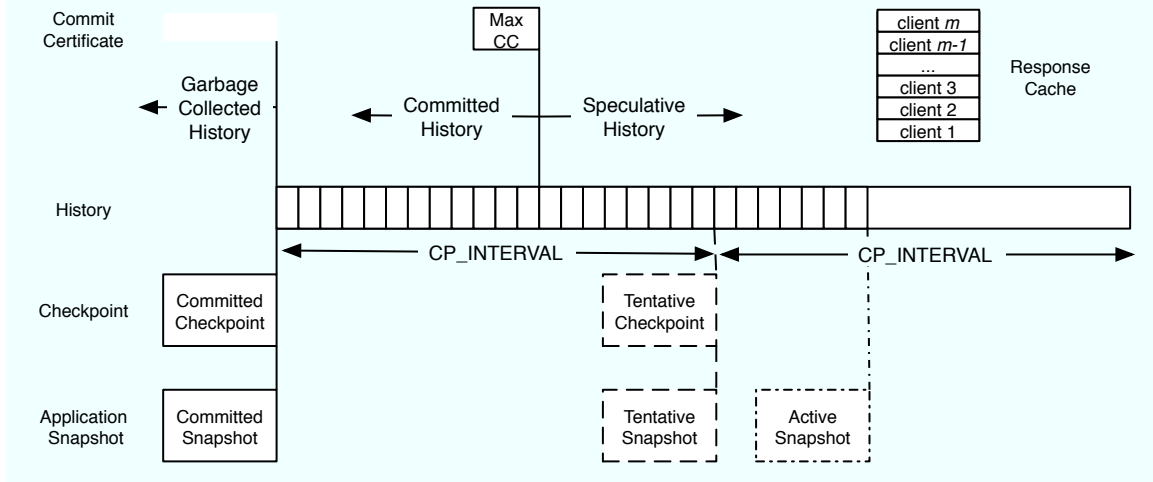 Commit
Certificate
Max
CC
client m
client m-1
...
client 3
client 2
client 1
Response
Cache
Garbage
Collected
History
Committed
History
Speculative
History
History
CP_INTERVAL
CP_INTERVAL
Checkpoint
Committed
Checkpoint
Tentative
Checkpoint
Application
Snapshot
Committed
Snapshot
Tentative
Snapshot
Active
Snapshot